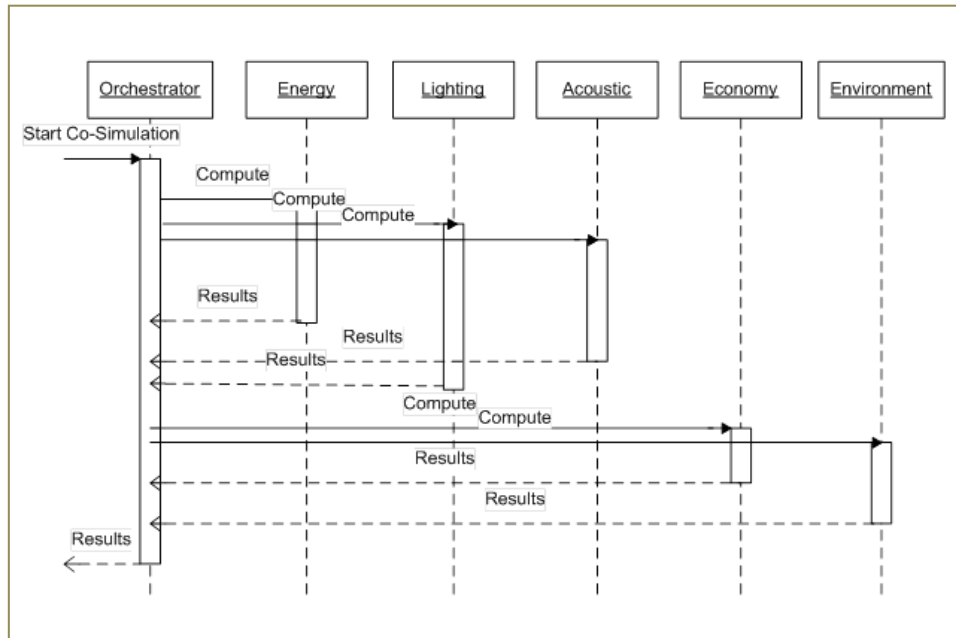 Orchestrator
Energy
Lighting
Acoustic
Economy
Environment
Start Co-Simulation
Compute
Compute
Compute
Results
Results
Results
Compute
Compute
Results
Results
Results